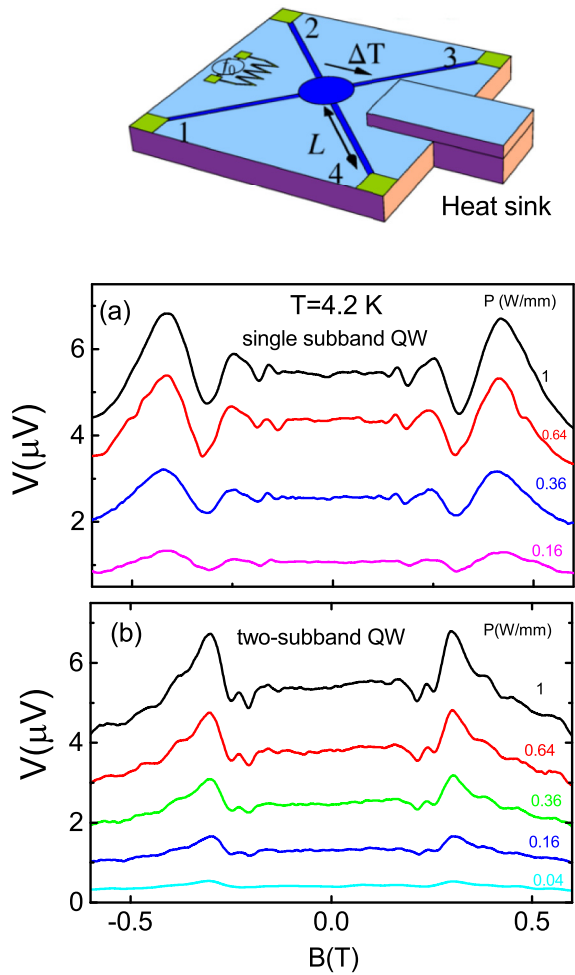 2
3
ΔT
f₀
1
L
4
Heat sink
(a)
T=4.2 K
P (W/mm)
single subband QW
6
4
2
V(μV)
1
0.64
0.36
0.16
(b)
two-subband QW
P(W/mm)
6
4
2
0
V(μV)
1
0.64
0.36
0.16
0.04
-0.5
0.0
0.5
B(T)